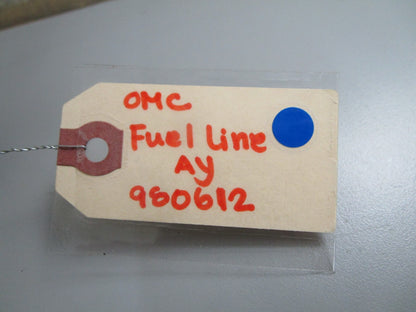 OMC
Fuel Line
AY
980612